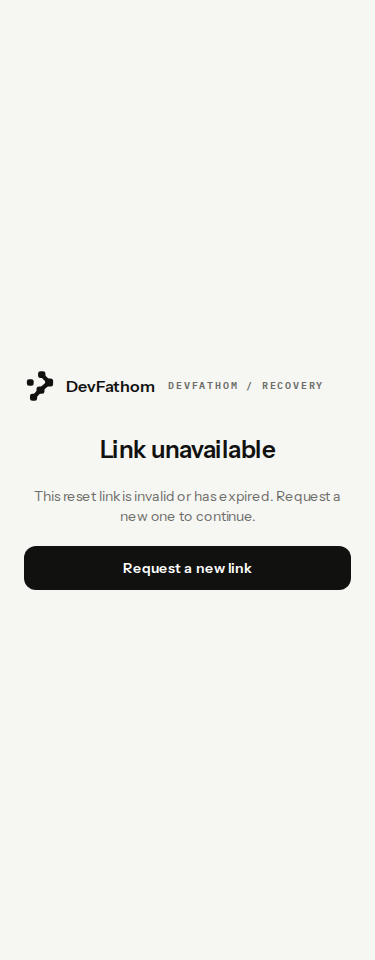 DevFathom DEVFATHOM / RECOVERY
Link unavailable
This reset link is invalid or has expired. Request a
new one to continue.
Request a new link